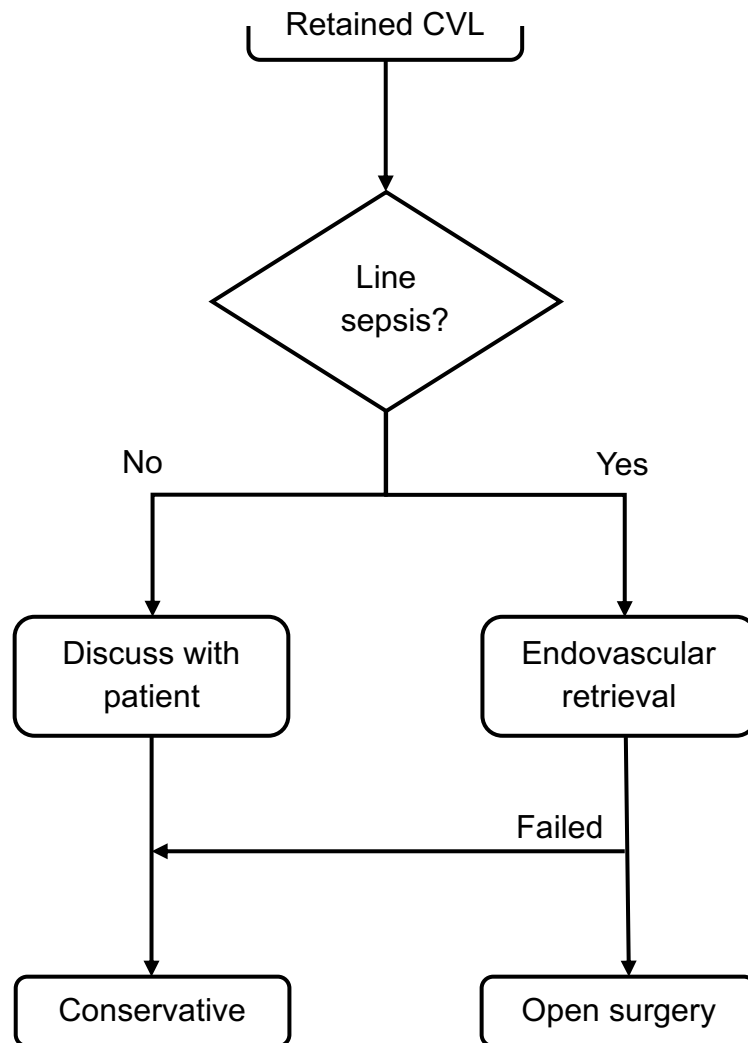 Retained CVL
Line
sepsis?
No
Yes
Discuss with
patient
Endovascular
retrieval
Failed
Conservative
Open surgery